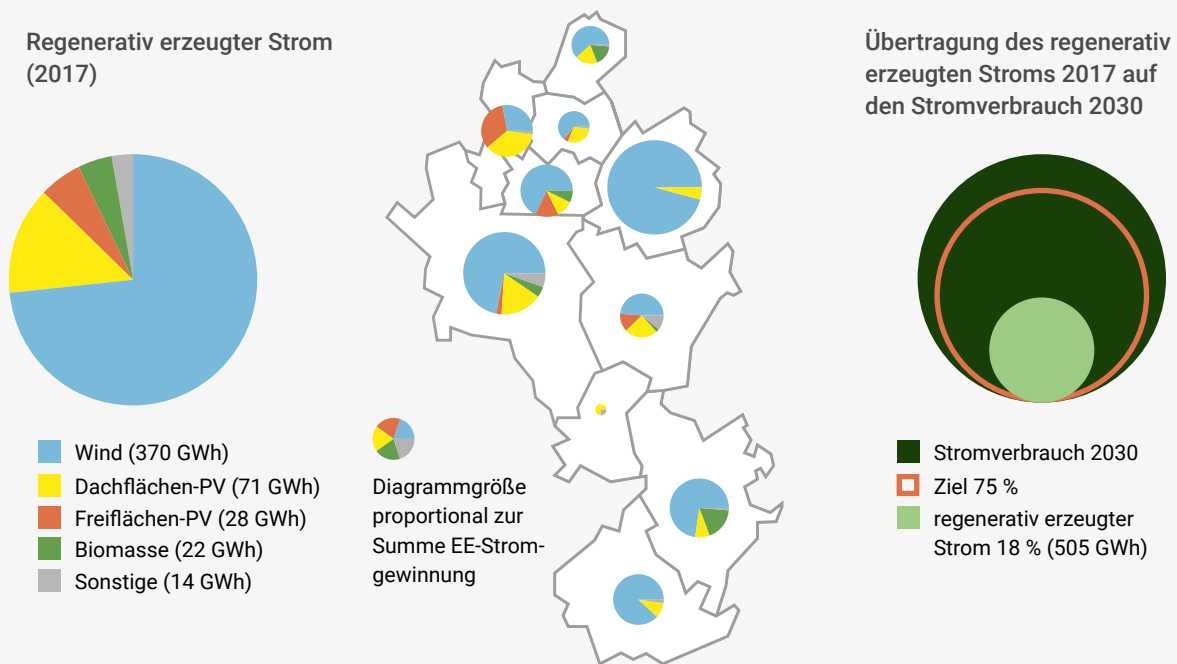 Regenerativ erzeugter Strom
(2017)
Wind (370 GWh)
Dachflächen-PV (71 GWh)
Freiflächen-PV (28 GWh)
Biomasse (22 GWh)
Sonstige (14 GWh)
Diagrammgröße
proportional zur
Summe EE-Strom-
gewinnung
Übertragung des regenerativ
erzeugten Stroms 2017 auf
den Stromverbrauch 2030
Stromverbrauch 2030
Ziel 75 %
regenerativ erzeugter
Strom 18 % (505 GWh)